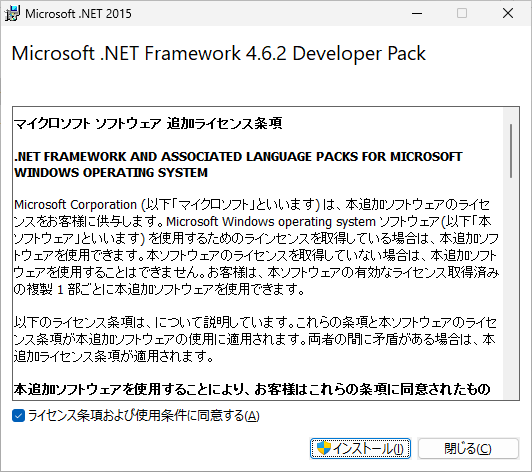 Microsoft .NET 2015
Microsoft .NET Framework 4.6.2 Developer Pack
マイクロソフト ソフトウェア 追加ライセンス条項
.NET FRAMEWORK AND ASSOCIATED LANGUAGE PACKS FOR MICROSOFT
WINDOWS OPERATING SYSTEM
Microsoft Corporation (以下「マイクロソフト」といいます) は、本追加ソフトウェアのライセ
ンスをお客様に供与します。Microsoft Windows operating system ソフトウェア (以下「本
ソフトウェア」といいます) を使用するためのラインセンスを取得している場合は、本追加ソフ
トウェアを使用できます。本ソフトウェアのライセンスを取得していない場合は、本追加ソフト
ウェアを使用することはできません。お客様は、本ソフトウェアの有効なライセンス取得済み
の複製 1 部ごとに本追加ソフトウェアを使用できます。
以下のライセンス条項は、について説明しています。これらの条項と本ソフトウェアのライセ
ンス条項が本追加ソフトウェアの使用に適用されます。両者の間に矛盾がある場合は、本
追加ライセンス条項が適用されます。
本追加ソフトウェアを使用することにより、お客様はこれらの条項に同意されたもの
ライセンス条項および使用条件に同意する(A)
インストール(I)
閉じる(C)